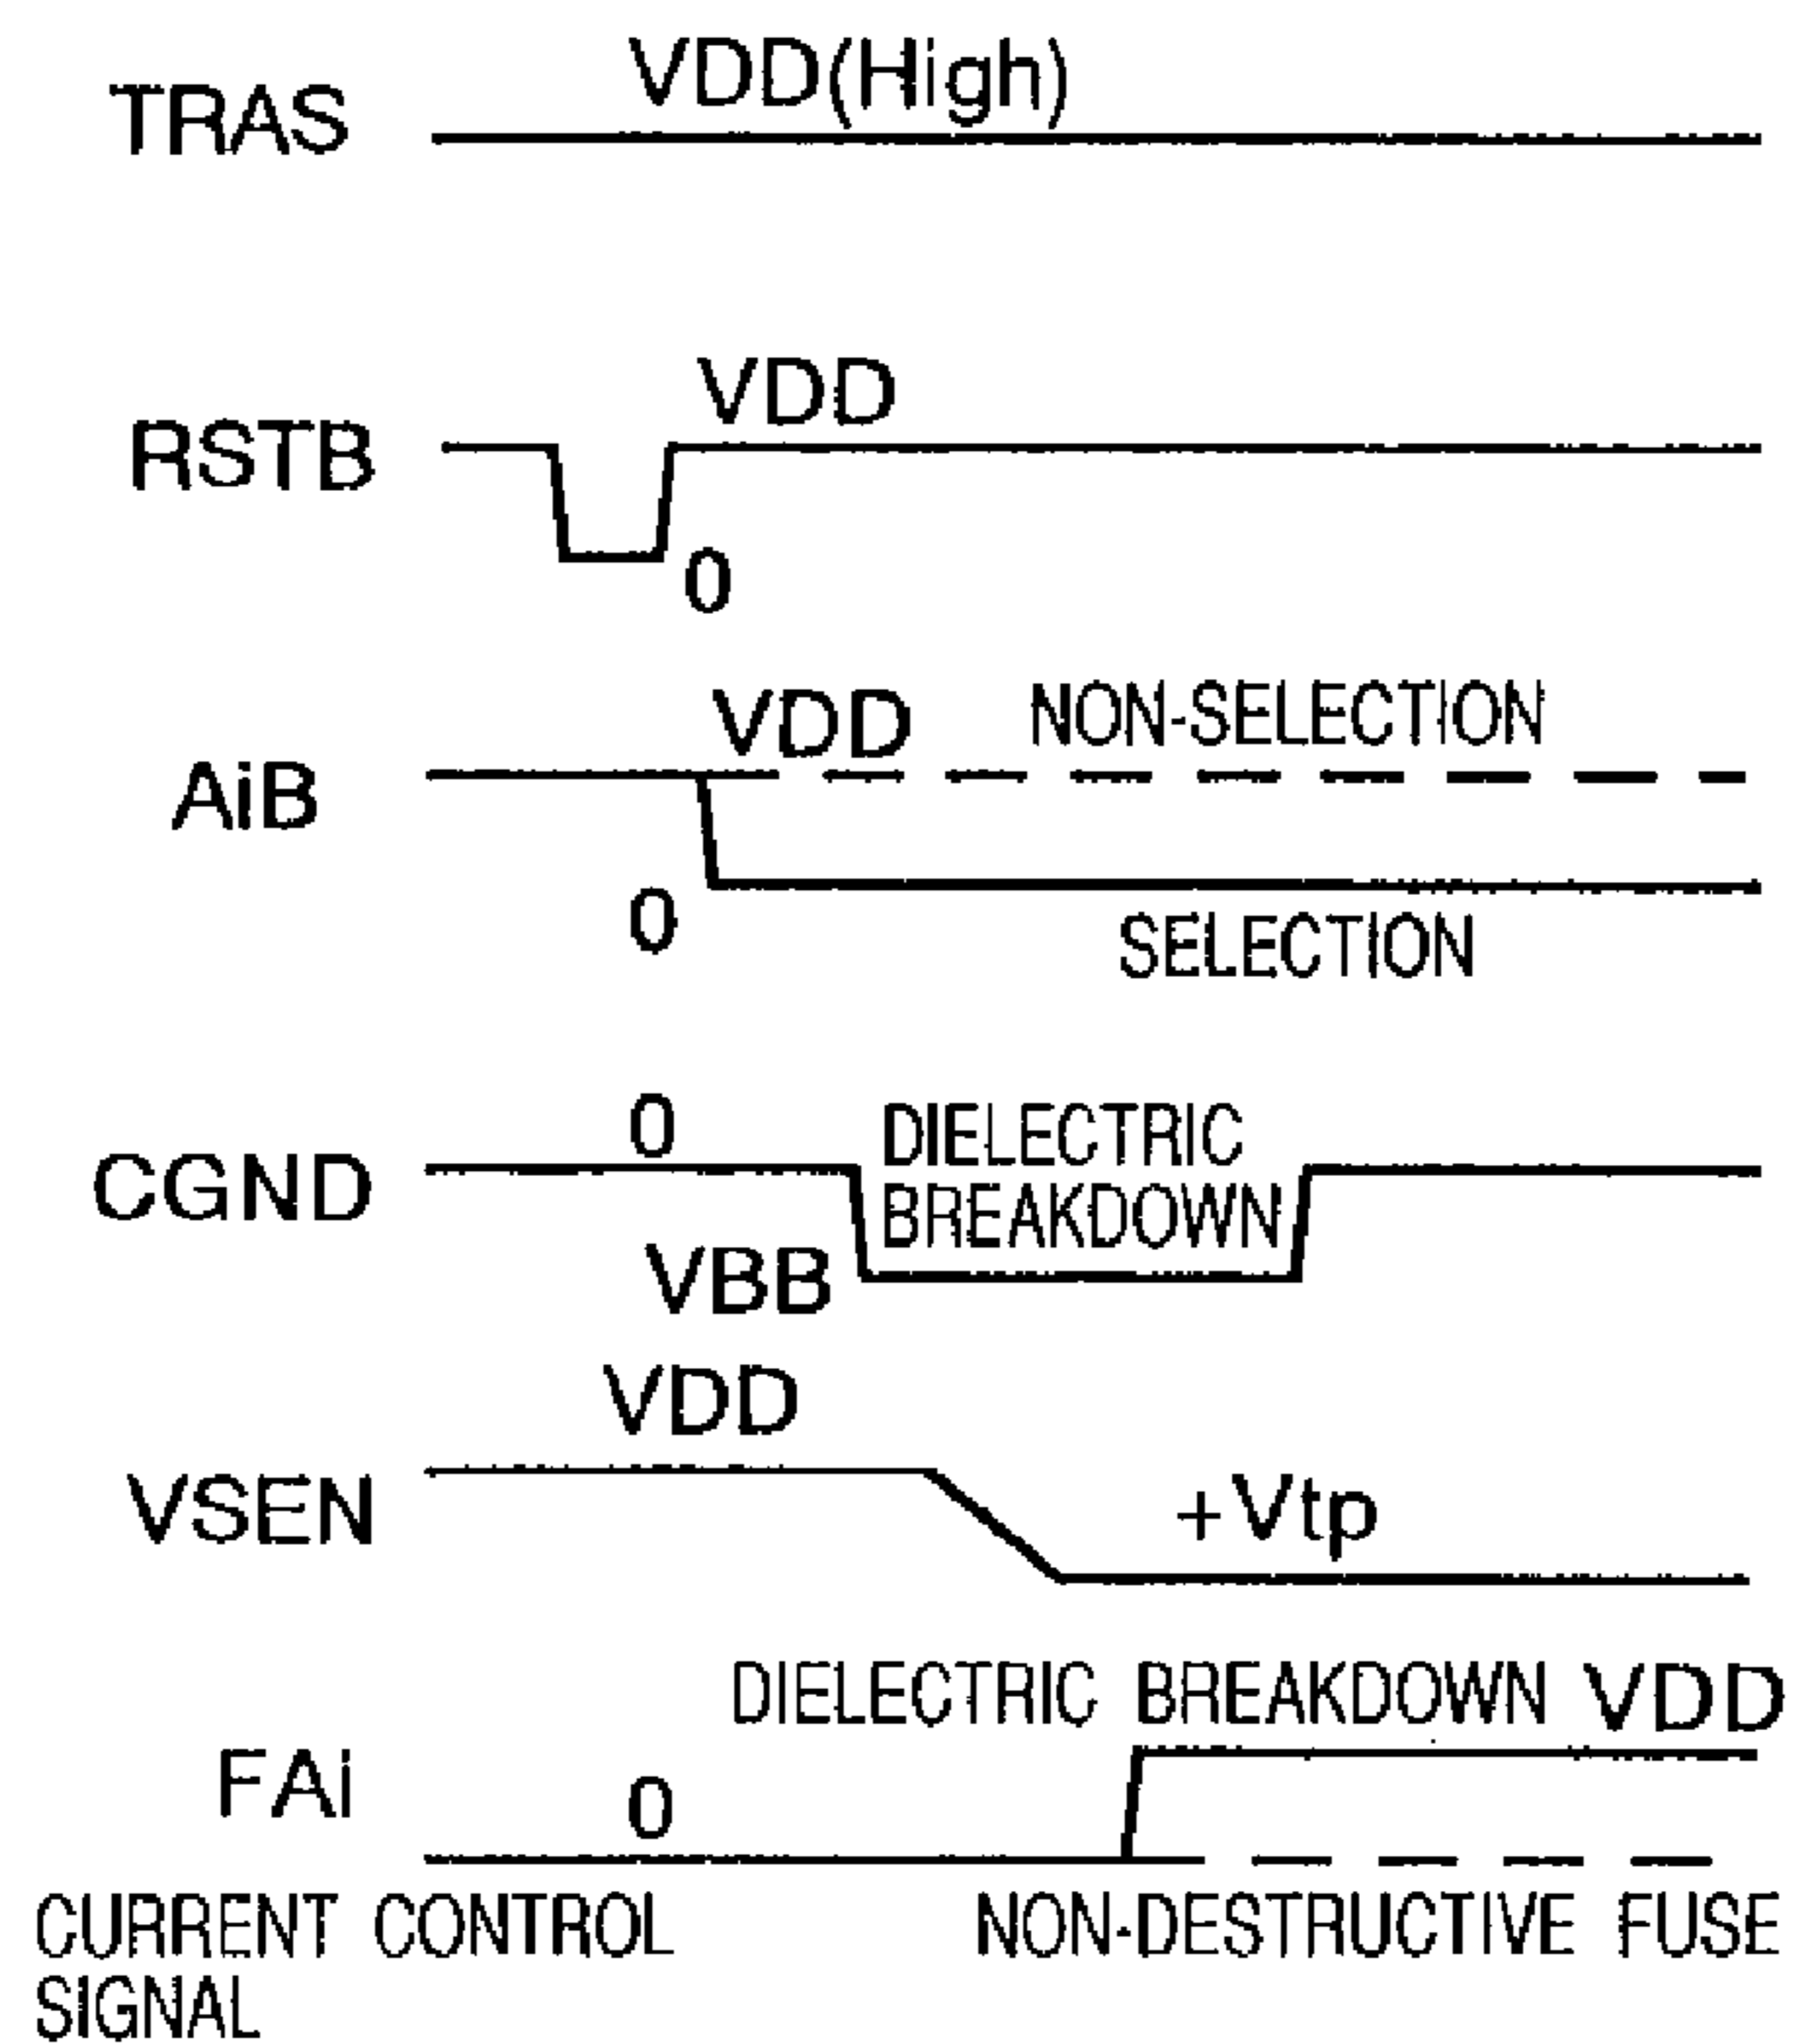 VDD(High)
TRAS
VDD
RSTB
0
VDD NON-SELECTION
AiB
0
SELECTION
0 DIELECTRIC
CGND
BREAKDOWN
VBB
VDD
VSEN
+Vtp
DIELECTRIC BREAKDOWN VDD
FAi
0
CURRENT CONTROL
SIGNAL
NON-DESTRUCTIVE FUSE